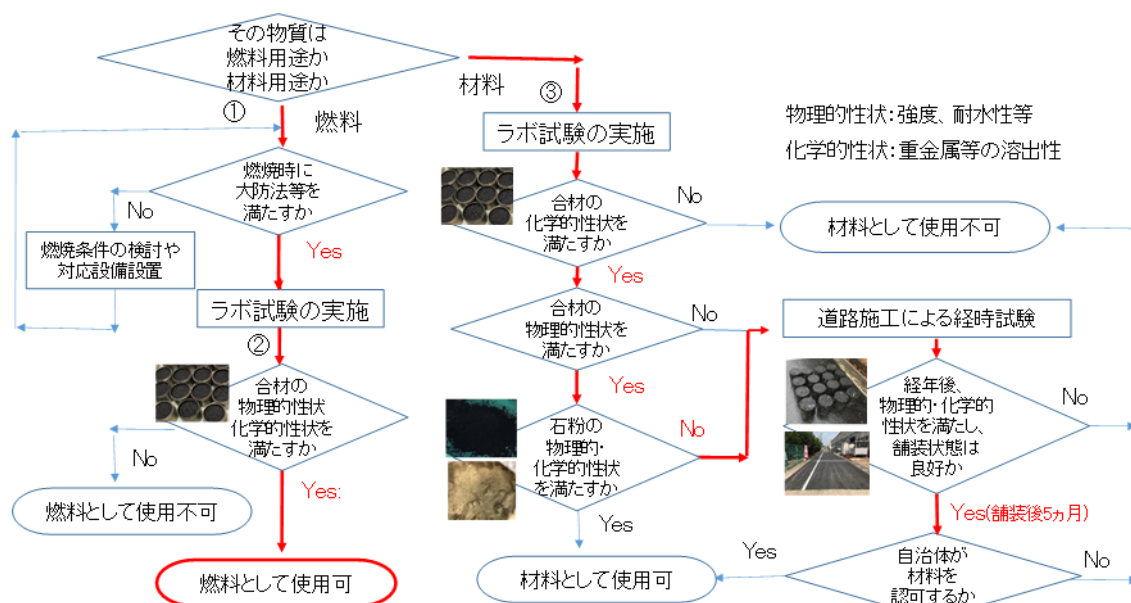 その物質は
燃料用途か
材料用途か
①
燃料
材料
③
燃焼時に
大防法等を
満たすか
No
燃焼条件の検討や
対応設備設置
Yes
ラボ試験の実施
②
合材の
物理的性状
化学的性状を
満たすか
No
燃料として使用不可
Yes:
燃料として使用可
ラボ試験の実施
合材の
化学的性状を
満たすか
No
Yes
合材の
物理的性状を
満たすか
No
Yes
石粉の
物理的・
化学的性状
を満たすか
No
Yes
材料として使用可
物理的性状:強度、耐水性等
化学的性状:重金属等の溶出性
材料として使用不可
道路施工による経時試験
経年後、
物理的・化学的
性状を満たし、
舗装状態は
良好か
No
Yes(舗装後5ヵ月)
自治体が
材料を
認可するか
Yes
No